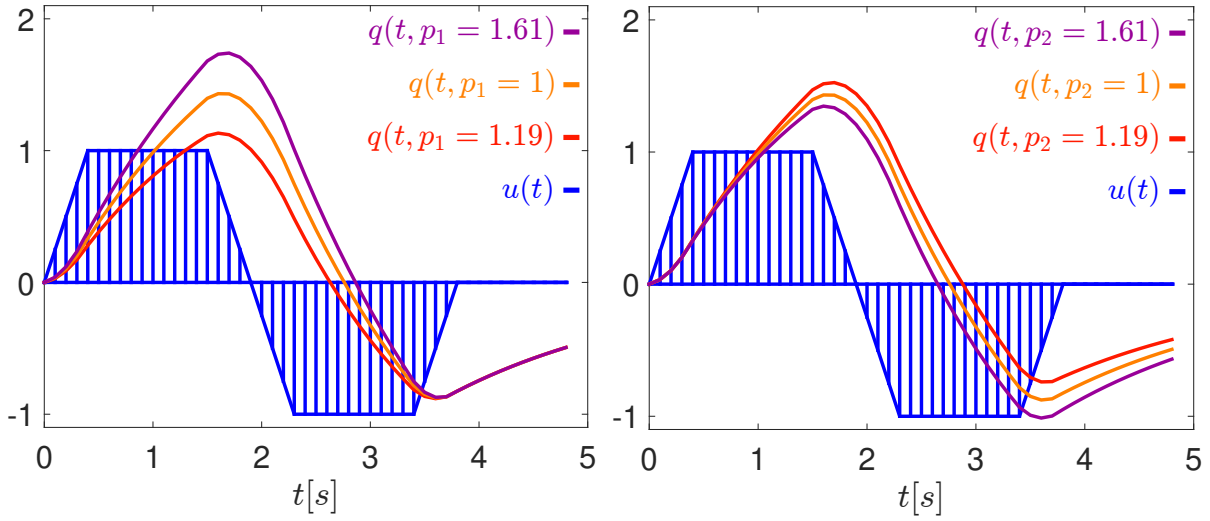 2
1
0
-1
0 1 2 3 4 5
t[s]
q(t, p₁ = 1.61)
q(t, p₁ = 1)
q(t, p₁ = 1.19)
u(t)
2
1
0
-1
0 1 2 3 4 5
t[s]
q(t, p₂ = 1.61)
q(t, p₂ = 1)
q(t, p₂ = 1.19)
u(t)